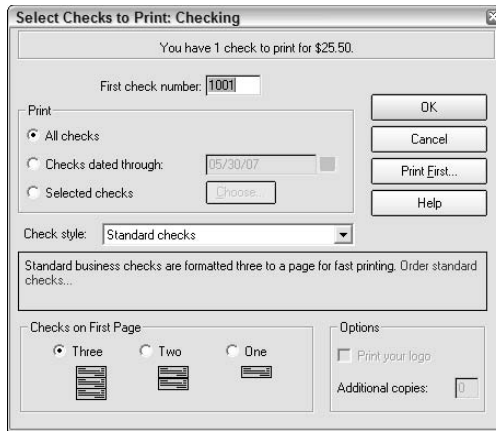 Select Checks to Print: Checking
You have 1 check to print for $25.50.
First check number: 1001
Print
All checks
Checks dated through: 05/30/07
Selected checks Choose...
OK
Cancel
Print First...
Help
Check style: Standard checks
Standard business checks are formatted three to a page for fast printing. Order standard
checks...
Checks on First Page
Three Two One
Options
Print your logo
Additional copies: 0